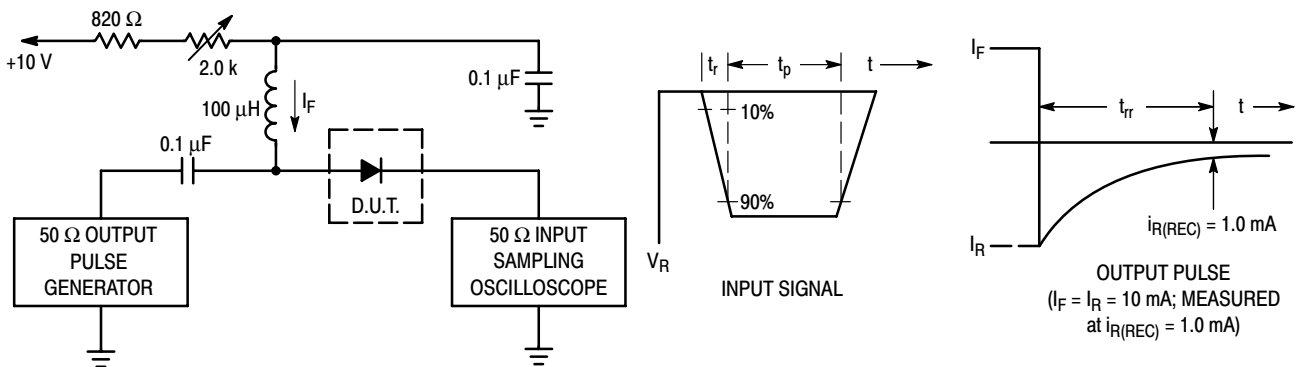 820 Ω
+10 V
2.0 k
0.1 μF
100 μH
I_F
0.1 μF
D.U.T.
50 Ω OUTPUT
PULSE
GENERATOR
50 Ω INPUT
SAMPLING
OSCILLOSCOPE
t_r
t_p
t
10%
90%
V_R
INPUT SIGNAL
I_F
t_rr
t
I_R
i_R(REC) = 1.0 mA
OUTPUT PULSE
(I_F = I_R = 10 mA; MEASURED
at i_R(REC) = 1.0 mA)